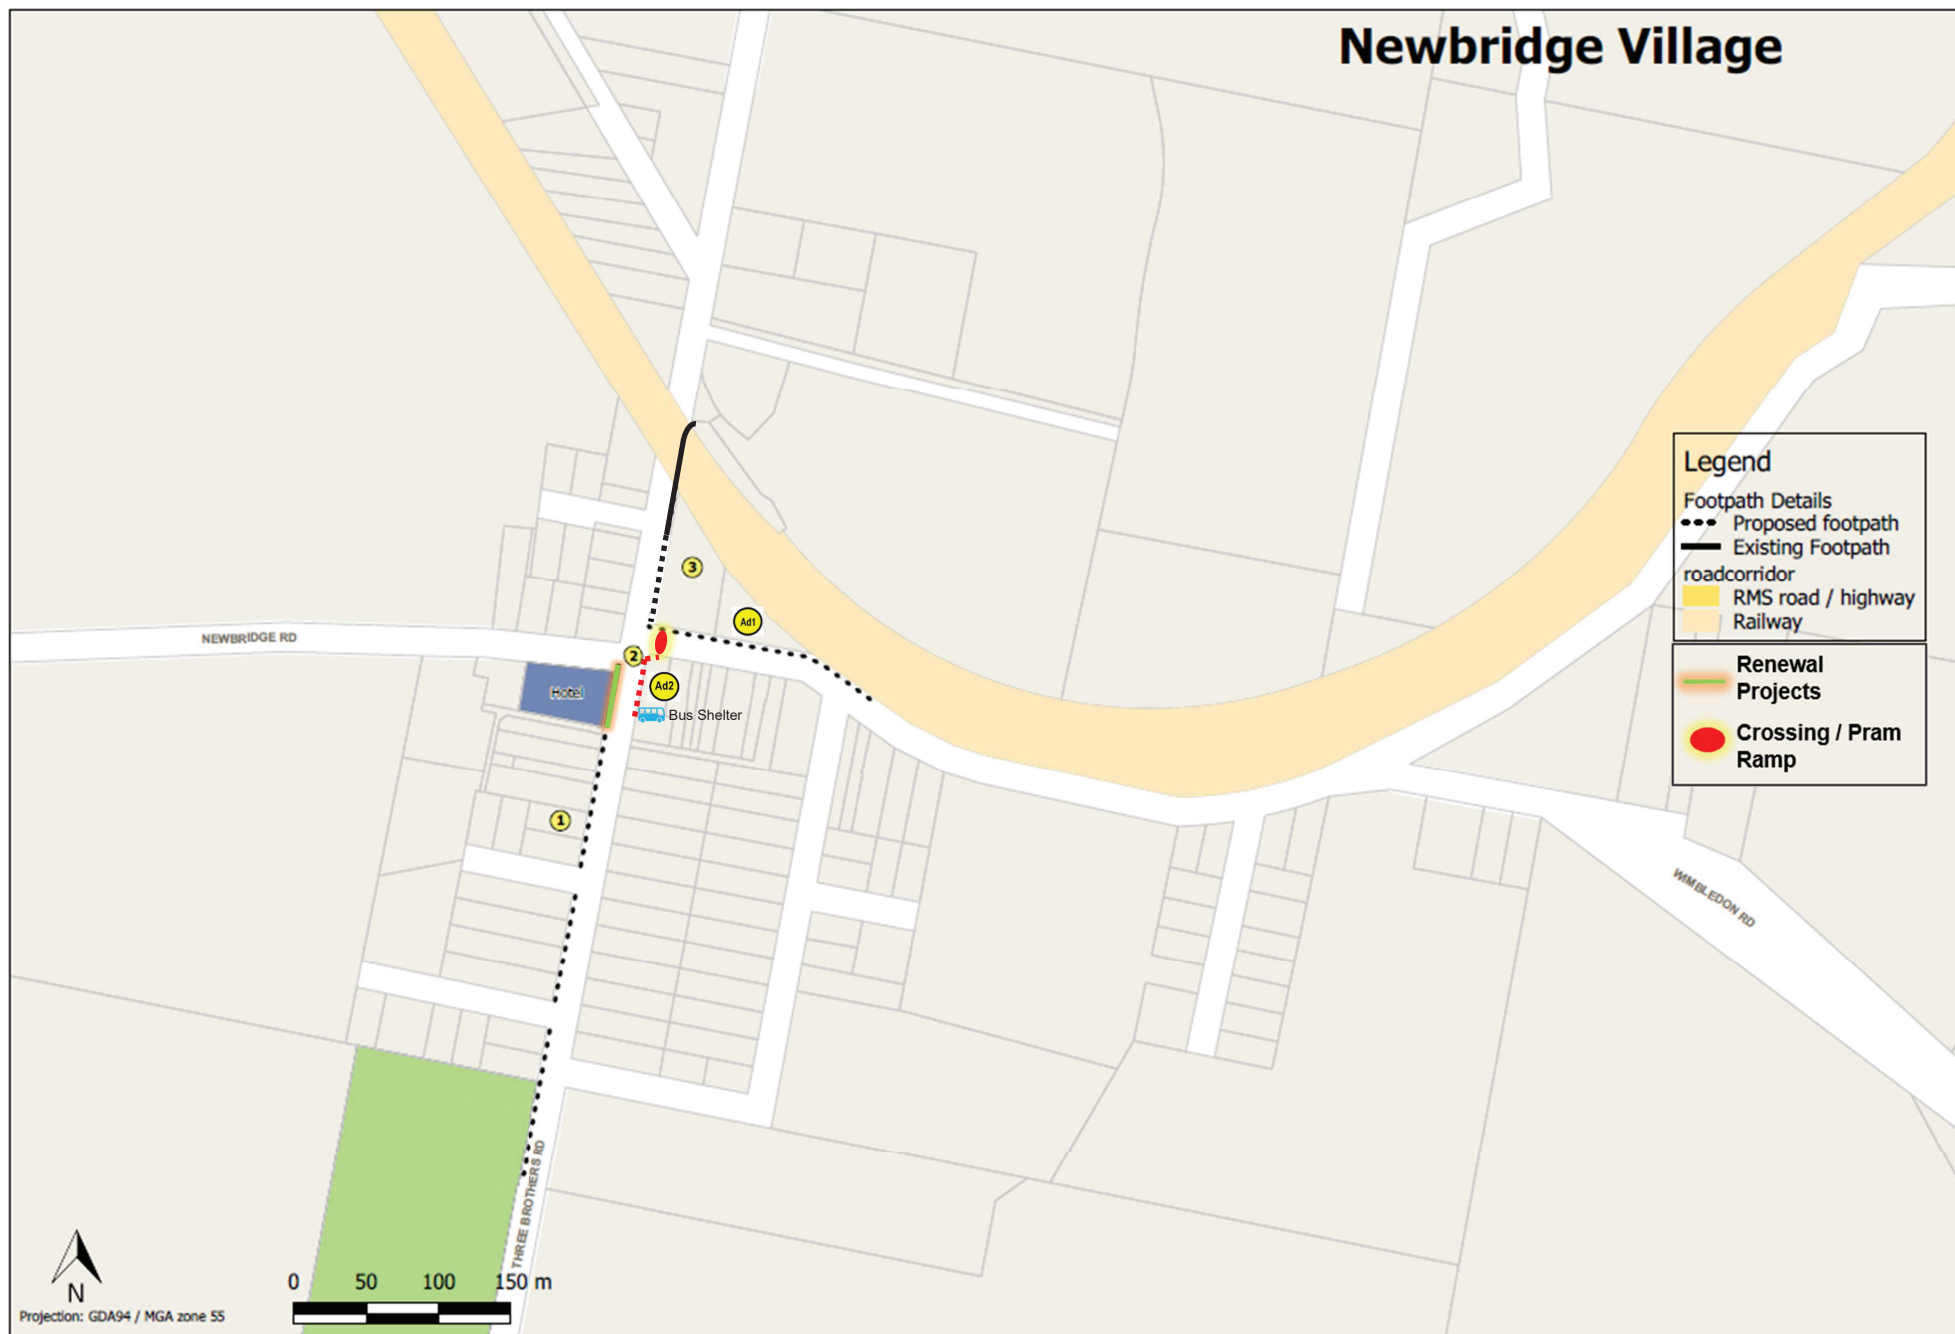 Newbridge Village
Legend
Footpath Details
Proposed footpath
Existing Footpath
roadcorridor
RMS road / highway
Railway
Renewal
Projects
Crossing / Pram
Ramp
3
Ad1
NEWBRIDGE RD
2
Ad2
Hotel
Bus Shelter
1
WIMBLEDON RD
THREE BROTHERS RD
N
0 50 100 150 m
Projection: GDA94 / MGA zone 55